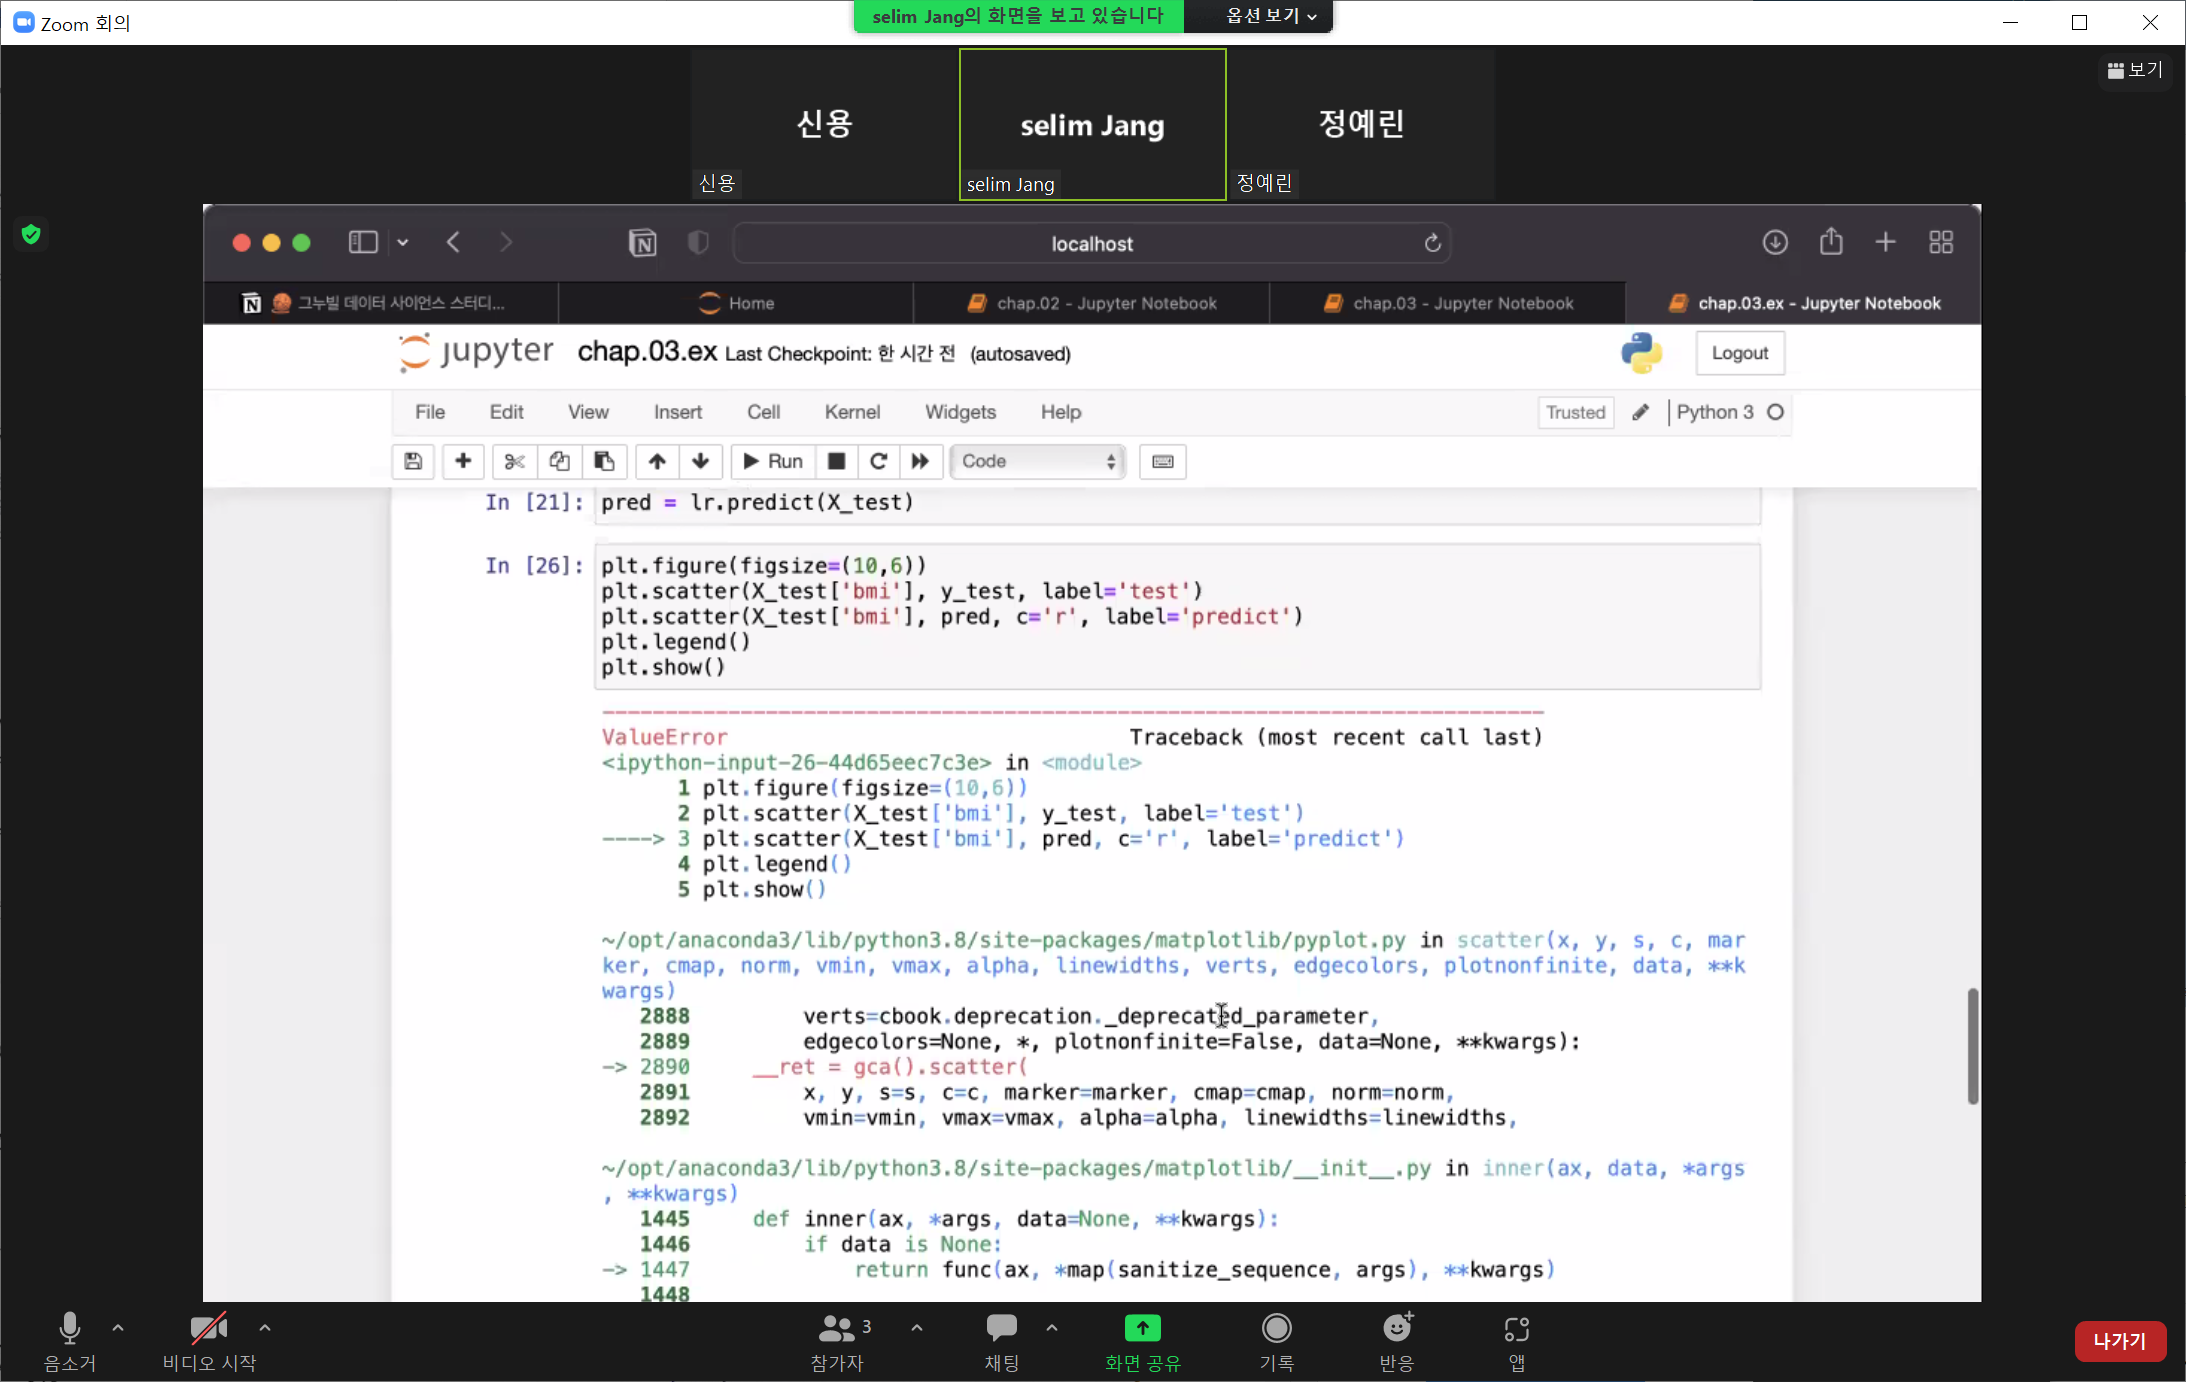 Zoom 회의
selim Jang의 화면을 보고 있습니다
옵션 보기
보기
신용
selim Jang
정예린
신용
selim Jang
정예린
localhost
그누빌 데이터 사이언스 스터디...
Home
chap.02 - Jupyter Notebook
chap.03 - Jupyter Notebook
chap.03.ex - Jupyter Notebook
jupyter chap.03.ex Last Checkpoint: 한 시간 전 (autosaved)
Logout
File Edit View Insert Cell Kernel Widgets Help
Trusted
Python 3
Run
Code
In [21]: pred = lr.predict(X_test)
In [26]: plt.figure(figsize=(10,6))
plt.scatter(X_test['bmi'], y_test, label='test')
plt.scatter(X_test['bmi'], pred, c='r', label='predict')
plt.legend()
plt.show()
ValueError Traceback (most recent call last)
<ipython-input-26-44d65eec7c3e> in <module>
1 plt.figure(figsize=(10,6))
2 plt.scatter(X_test['bmi'], y_test, label='test')
----> 3 plt.scatter(X_test['bmi'], pred, c='r', label='predict')
4 plt.legend()
5 plt.show()
~/opt/anaconda3/lib/python3.8/site-packages/matplotlib/pyplot.py in scatter(x, y, s, c, mar
ker, cmap, norm, vmin, vmax, alpha, linewidths, verts, edgecolors, plotnonfinite, data, **k
wargs)
2888 verts=cbook.deprecation._deprecated_parameter,
2889 edgecolors=None, *, plotnonfinite=False, data=None, **kwargs):
-> 2890 __ret = gca().scatter(
2891 x, y, s=s, c=c, marker=marker, cmap=cmap, norm=norm,
2892 vmin=vmin, vmax=vmax, alpha=alpha, linewidths=linewidths,
~/opt/anaconda3/lib/python3.8/site-packages/matplotlib/__init__.py in inner(ax, data, *args
, **kwargs)
1445 def inner(ax, *args, data=None, **kwargs):
1446 if data is None:
-> 1447 return func(ax, *map(sanitize_sequence, args), **kwargs)
1448
음소거
비디오 시작
3
참가자
채팅
화면 공유
기록
반응
앱
나가기